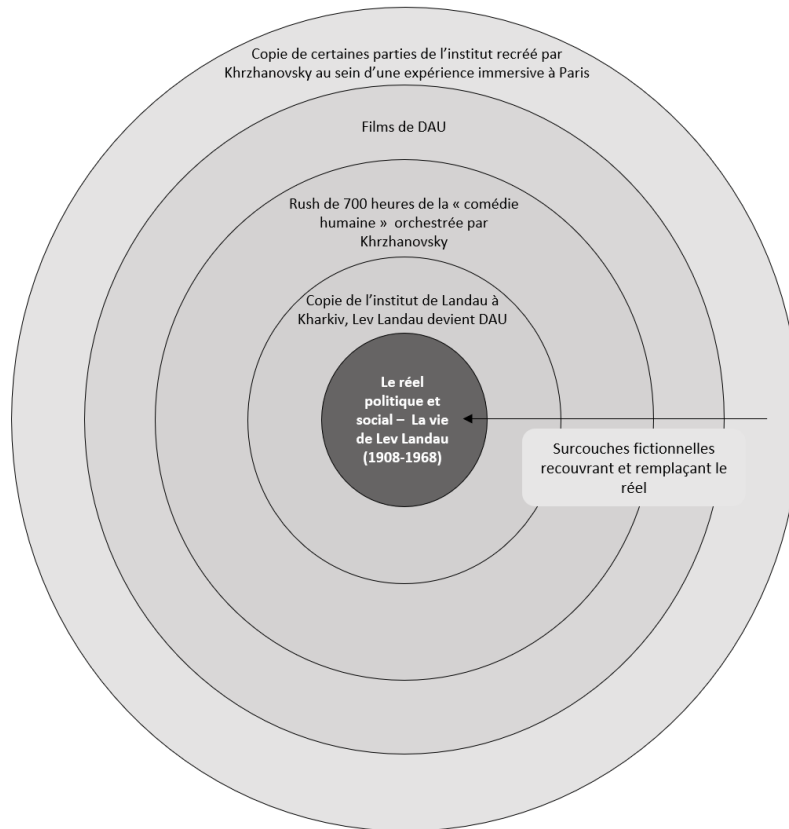 Copie de certaines parties de l’institut recréé par
Khrzhanovsky au sein d’une expérience immersive à Paris
Films de DAU
Rush de 700 heures de la « comédie
humaine »  orchestrée par
Khrzhanovsky
Copie de l’institut de Landau à
Kharkiv, Lev Landau devient DAU
Le réel
politique et
social –  La vie
de Lev Landau
(1908-1968)
Surcouches fictionnelles
recouvrant et remplaçant le
réel